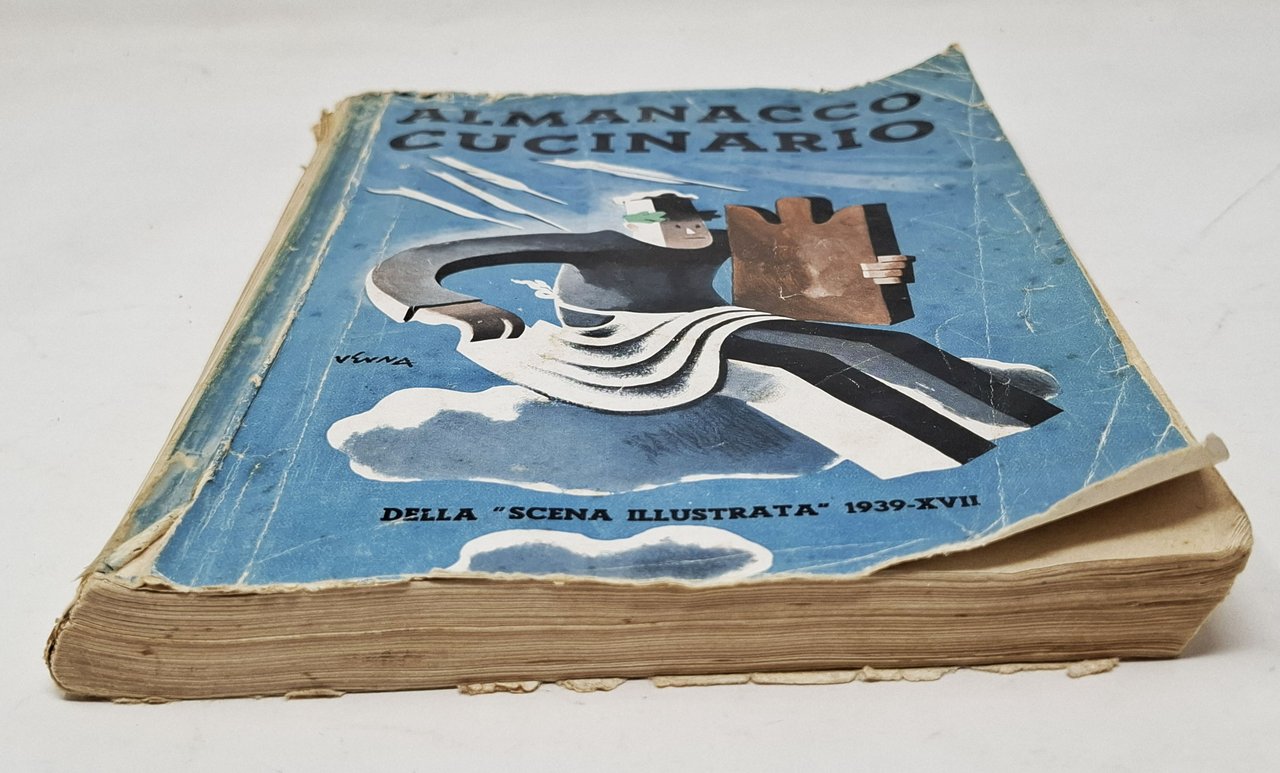 ALMANACCO
CUCINARIO
VENNA
DELLA "SCENA ILLUSTRATA" 1939-XVII